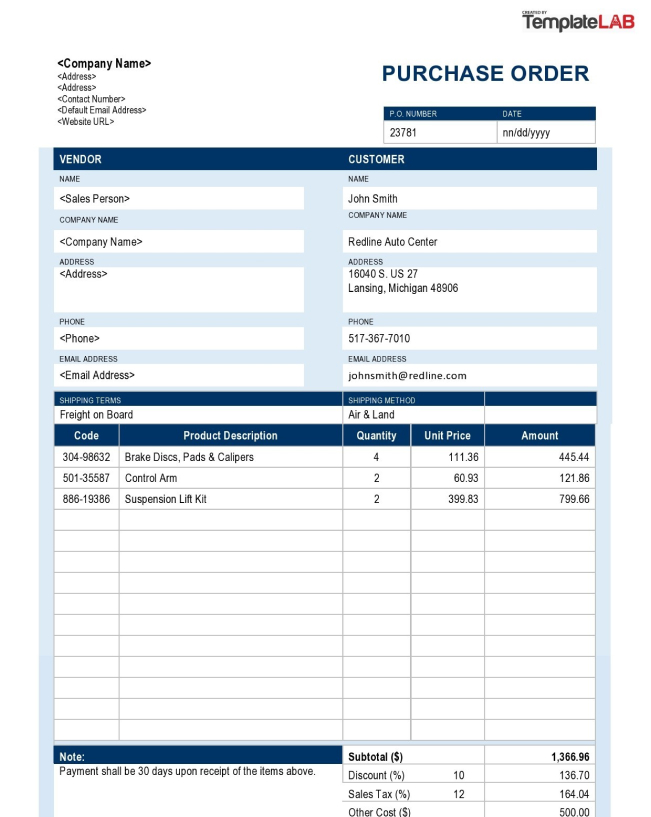 CREATED BY
TemplateLAB
<Company Name>
<Address>
<Address>
<Contact Number>
<Default Email Address>
<Website URL>
PURCHASE ORDER
P.O. NUMBER DATE
23781 nn/dd/yyyy
VENDOR CUSTOMER
NAME NAME
<Sales Person> John Smith
COMPANY NAME COMPANY NAME
<Company Name> Redline Auto Center
ADDRESS ADDRESS
<Address> 16040 S. US 27
Lansing, Michigan 48906
PHONE PHONE
<Phone> 517-367-7010
EMAIL ADDRESS EMAIL ADDRESS
<Email Address> johnsmith@redline.com
SHIPPING TERMS SHIPPING METHOD
Freight on Board Air & Land
Code Product Description Quantity Unit Price Amount
304-98632 Brake Discs, Pads & Calipers 4 111.36 445.44
501-35587 Control Arm 2 60.93 121.86
886-19386 Suspension Lift Kit 2 399.83 799.66
Note: Subtotal ($) 1,366.96
Payment shall be 30 days upon receipt of the items above. Discount (%) 10 136.70
Sales Tax (%) 12 164.04
Other Cost ($) 500.00